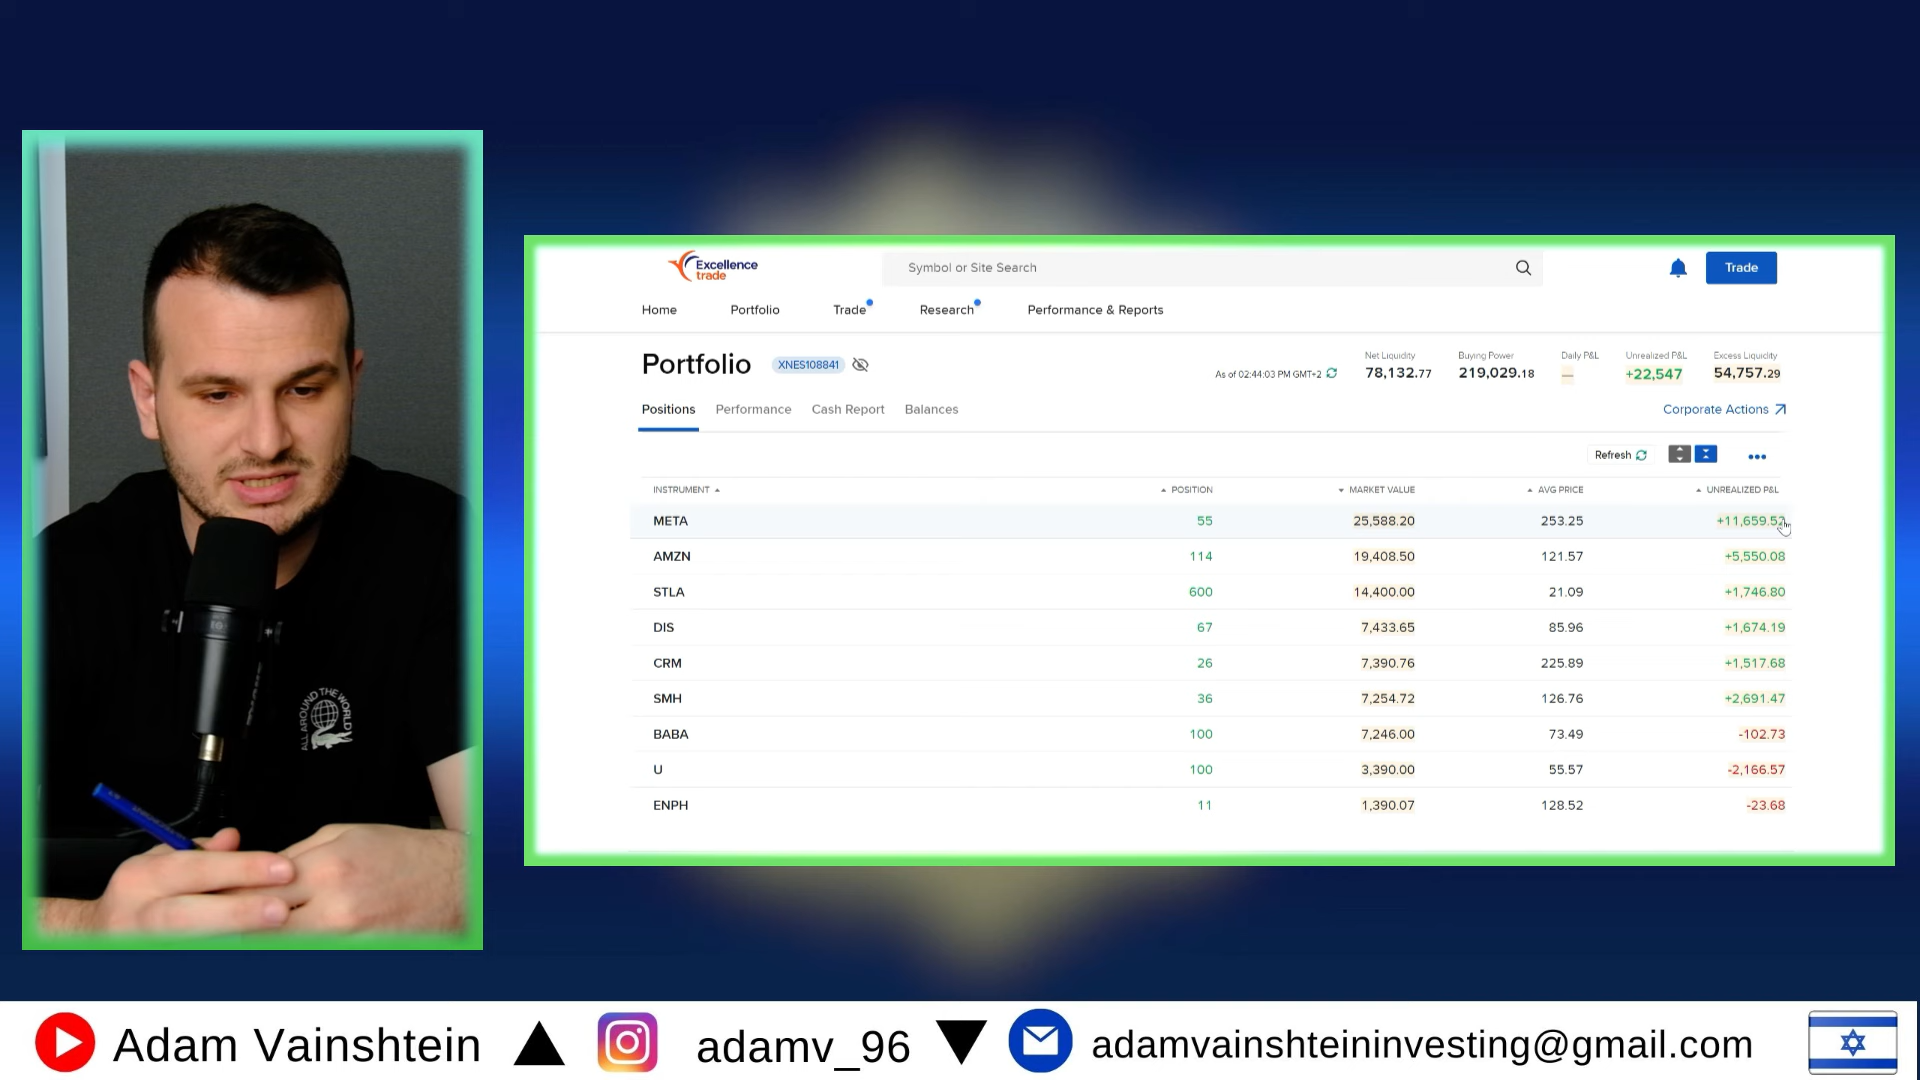 Excellence
trade
Symbol or Site Search
Trade
Home Portfolio Trade Research Performance & Reports
Portfolio XNES108841
As of 02:44:03 PM GMT+2
Net Liquidity Buying Power Daily P&L Unrealized P&L Excess Liquidity
78,132.77 219,029.18 — +22,547 54,757.29
Positions Performance Cash Report Balances Corporate Actions
Refresh
INSTRUMENT POSITION MARKET VALUE AVG PRICE UNREALIZED P&L
META 55 25,588.20 253.25 +11,659.52
AMZN 114 19,408.50 121.57 +5,550.08
STLA 600 14,400.00 21.09 +1,746.80
DIS 67 7,433.65 85.96 +1,674.19
CRM 26 7,390.76 225.89 +1,517.68
SMH 36 7,254.72 126.76 +2,691.47
BABA 100 7,246.00 73.49 -102.73
U 100 3,390.00 55.57 -2,166.57
ENPH 11 1,390.07 128.52 -23.68
ALL AROUND THE WORLD
Adam Vainshtein adamv_96 adamvainshteininvesting@gmail.com